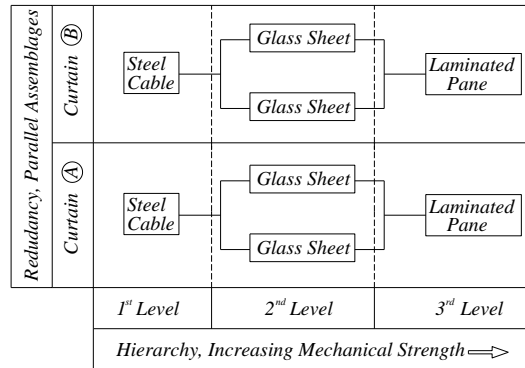 Redudancy, Parallel Assemblages
Curtain B
Steel
Cable
Glass Sheet
Glass Sheet
Laminated
Pane
Curtain A
Steel
Cable
Glass Sheet
Glass Sheet
Laminated
Pane
1st Level
2nd Level
3rd Level
Hierarchy, Increasing Mechanical Strength